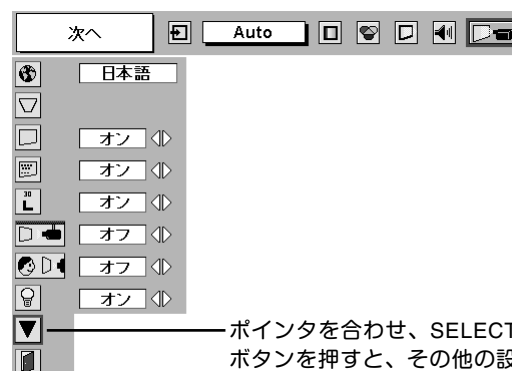 次へ
Auto
日本語
オン
オン
30
L
オン
オフ
オフ
オン
ポインタを合わせ、SELECT
ボタンを押すと、その他の設